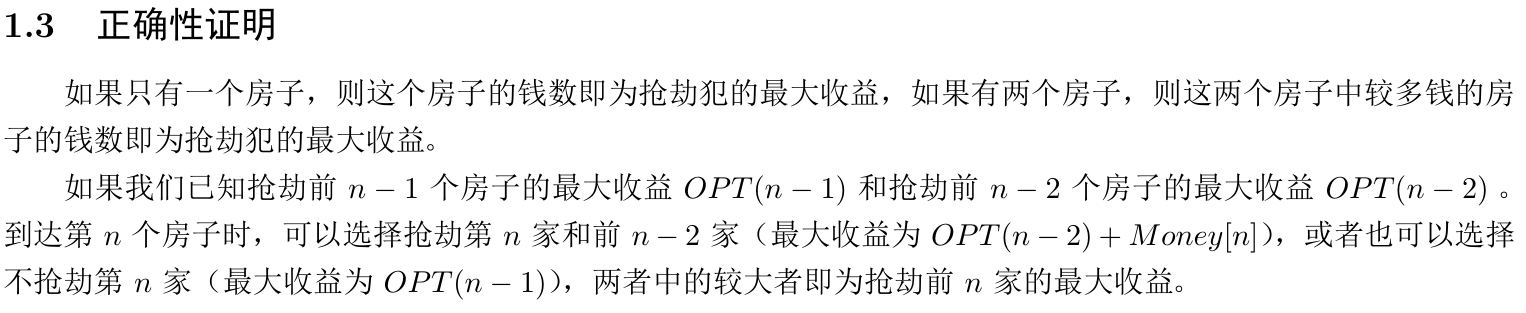 1.3 正确性证明
如果只有一个房子，则这个房子的钱数即为抢劫犯的最大收益，如果有两个房子，则这两个房子中较多钱的房
子的钱数即为抢劫犯的最大收益。
如果我们已知抢劫前 n − 1 个房子的最大收益 OPT(n − 1) 和抢劫前 n − 2 个房子的最大收益 OPT(n − 2) 。
到达第 n 个房子时，可以选择抢劫第 n 家和前 n − 2 家（最大收益为 OPT(n − 2) + Money[n]），或者也可以选择
不抢劫第 n 家（最大收益为 OPT(n − 1)），两者中的较大者即为抢劫前 n 家的最大收益。